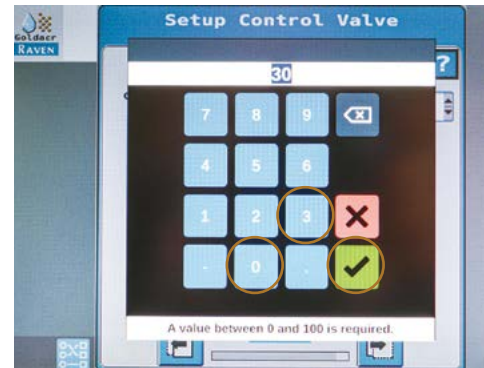 Setup Control Valve
Goldacr
RAVEN
30
?
7 8 9
4 5 6
1 2 3
- 0 .
A value between 0 and 100 is required.